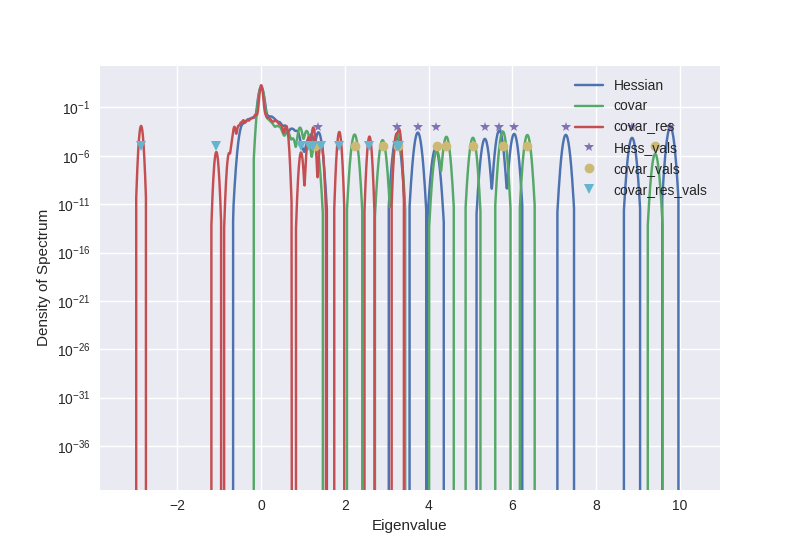 Hessian
covar
covar_res
Hess_vals
covar_vals
covar_res_vals
10⁻¹
10⁻⁶
10⁻¹¹
10⁻¹⁶
10⁻²¹
10⁻²⁶
10⁻³¹
10⁻³⁶
Density of Spectrum
−2 0 2 4 6 8 10
Eigenvalue